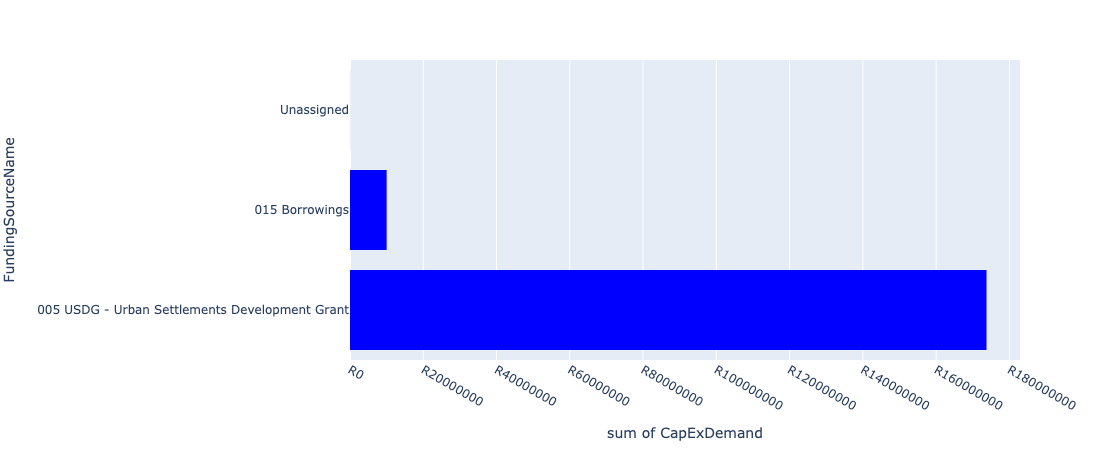 FundingSourceName
Unassigned
015 Borrowings
005 USDG - Urban Settlements Development Grant
R0
R20000000
R40000000
R60000000
R80000000
R100000000
R120000000
R140000000
R160000000
R180000000
sum of CapExDemand